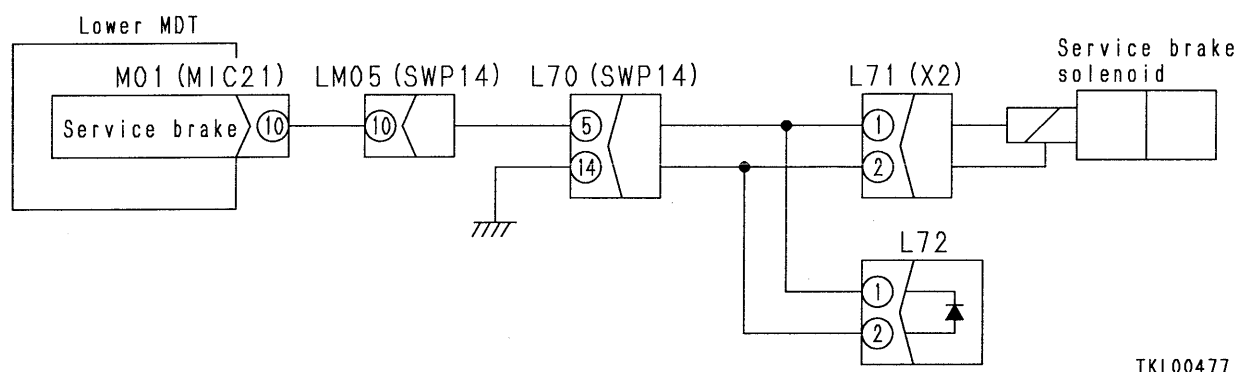 Lower MDT
M01 (MIC21)
LM05 (SWP14)
L70 (SWP14)
L71 (X2)
Service brake
solenoid
Service brake
10
10
5
14
1
2
L72
1
2
TKL00477